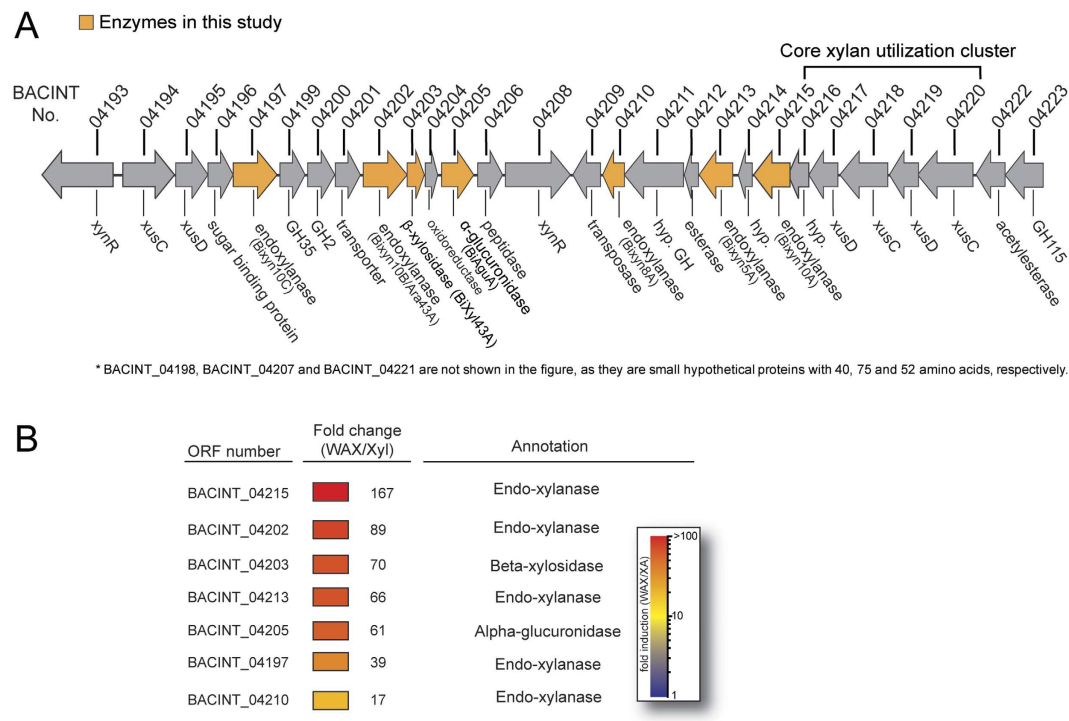 A
Enzymes in this study
Core xylan utilization cluster
BACINT
No.
04193
04194
04195
04196
04197
04199
04200
04201
04202
04203
04204
04205
04206
04208
04209
04210
04211
04212
04213
04214
04215
04216
04217
04218
04219
04220
04222
04223
xynR
xusC
xusD
sugar binding protein
endoxylanase
(Bixyn10C)
GH35
GH2
transporter
endoxylanase
(Bixyn10B/Ara43A)
β-xylosidase (BiXyl43A)
oxidoreductase
α-glucuronidase
(BiAguA)
peptidase
xynR
transposase
endoxylanase
(Bixyn8A)
hyp. GH
esterase
endoxylanase
(Bixyn5A)
hyp.
endoxylanase
(Bixyn10A)
hyp.
xusD
xusC
xusD
xusC
acetylesterase
GH115
* BACINT_04198, BACINT_04207 and BACINT_04221 are not shown in the figure, as they are small hypothetical proteins with 40, 75 and 52 amino acids, respectively.
B
ORF number
Fold change
(WAX/Xyl)
Annotation
BACINT_04215 167 Endo-xylanase
BACINT_04202 89 Endo-xylanase
BACINT_04203 70 Beta-xylosidase
BACINT_04213 66 Endo-xylanase
BACINT_04205 61 Alpha-glucuronidase
BACINT_04197 39 Endo-xylanase
BACINT_04210 17 Endo-xylanase
fold induction (WAX/XA)
>100
10
1